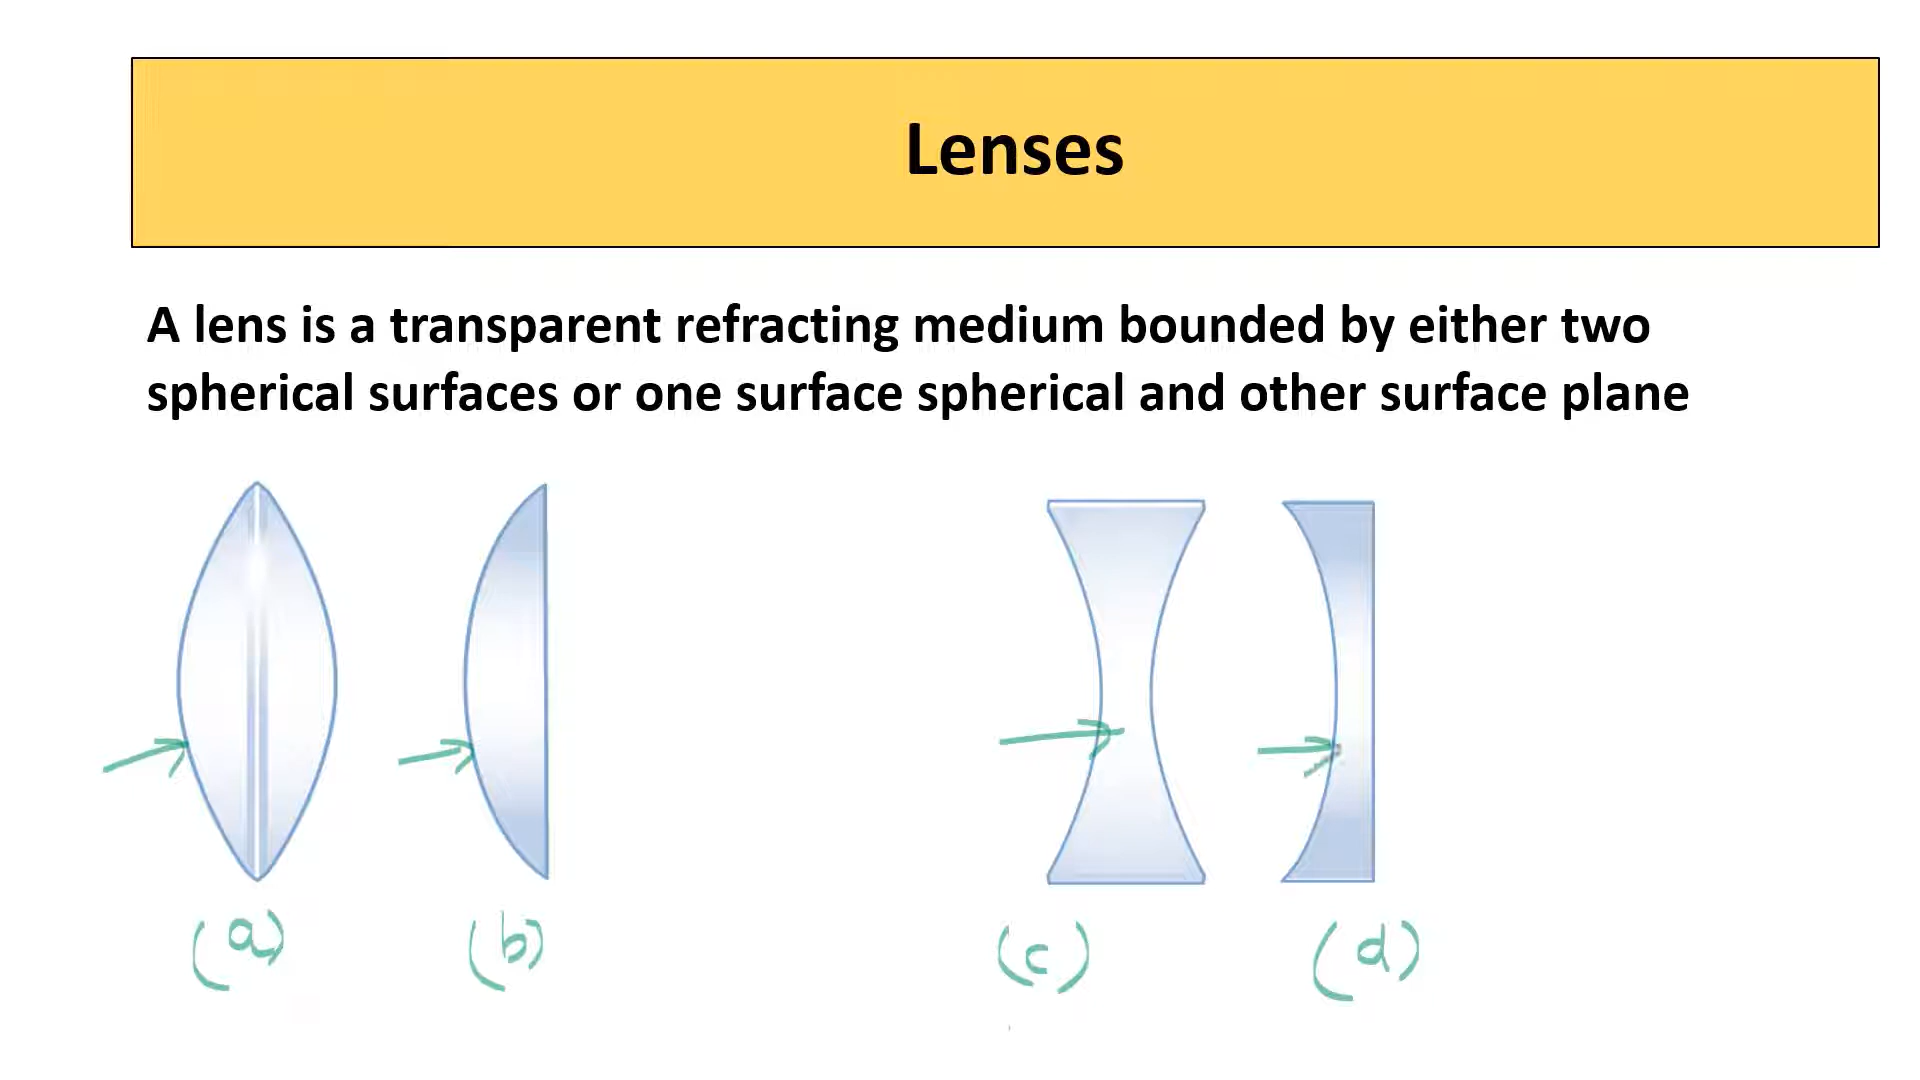 Lenses
A lens is a transparent refracting medium bounded by either two
spherical surfaces or one surface spherical and other surface plane
(a) (b) (c) (d)